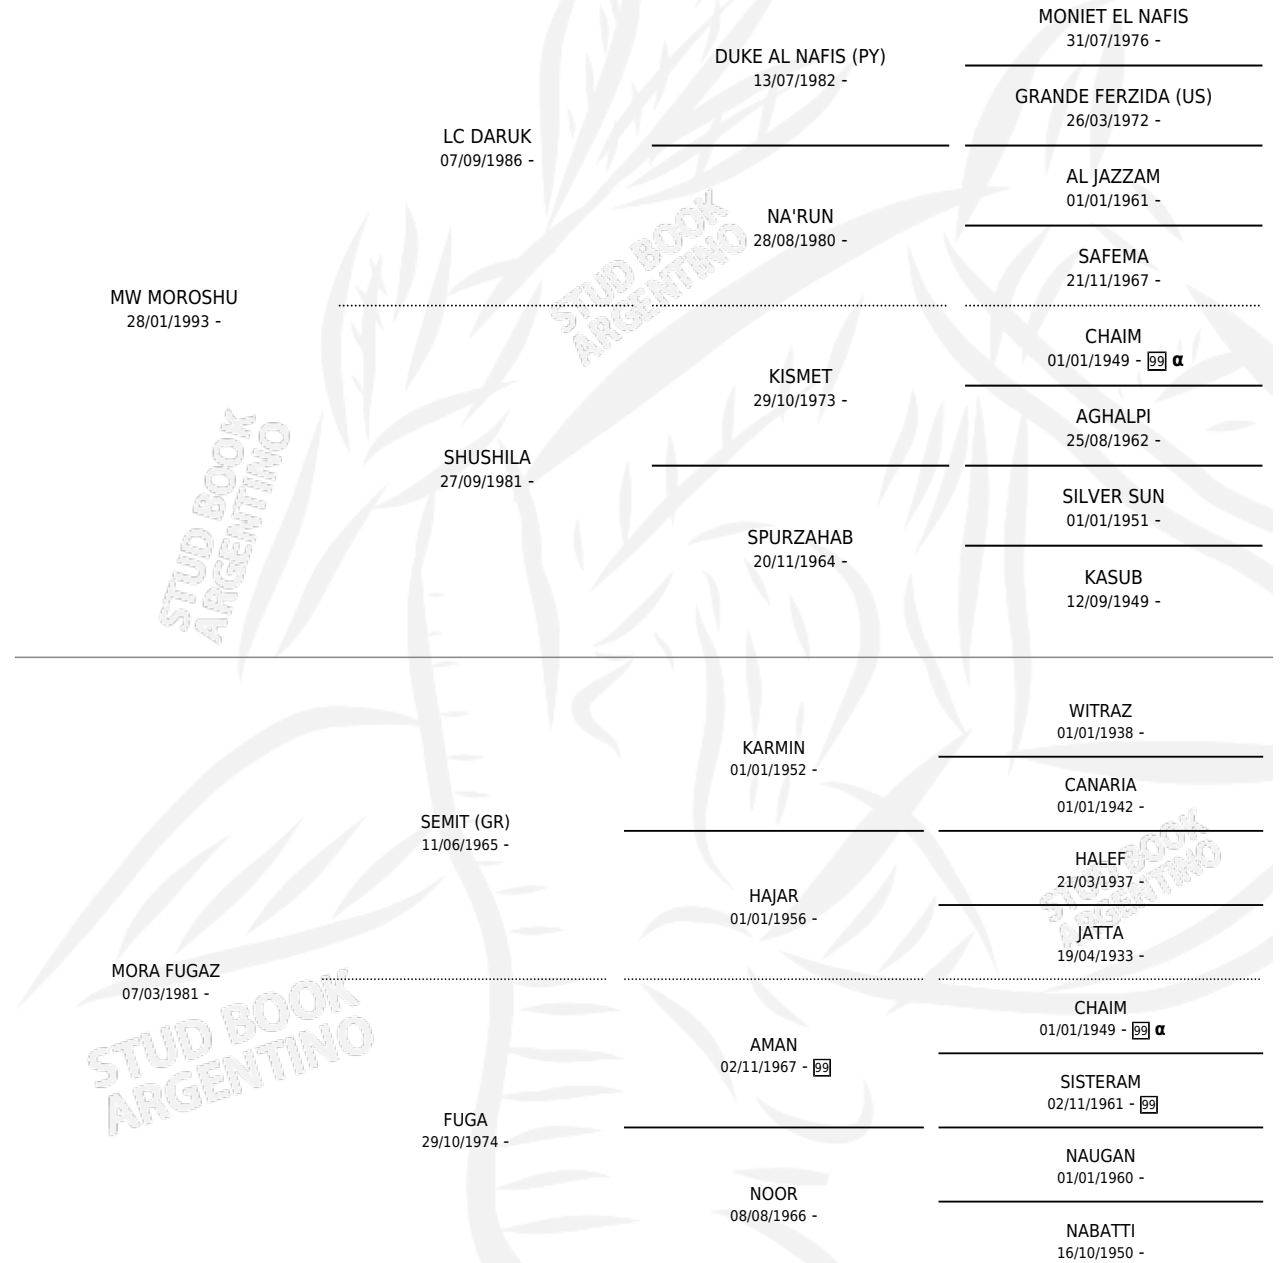 MONIET EL NAFIS
31/07/1976 -
DUKE AL NAFIS (PY)
13/07/1982 -
GRANDE FERZIDA (US)
26/03/1972 -
LC DARUK
07/09/1986 -
AL JAZZAM
01/01/1961 -
NA'RUN
28/08/1980 -
SAFEMA
21/11/1967 -
MW MOROSHU
28/01/1993 -
CHAIM
01/01/1949 - 99 α
KISMET
29/10/1973 -
AGHALPI
25/08/1962 -
SHUSHILA
27/09/1981 -
SILVER SUN
01/01/1951 -
SPURZAHAB
20/11/1964 -
KASUB
12/09/1949 -
WITRAZ
01/01/1938 -
KARMIN
01/01/1952 -
CANARIA
01/01/1942 -
SEMIT (GR)
11/06/1965 -
HALEF
21/03/1937 -
HAJAR
01/01/1956 -
JATTA
19/04/1933 -
MORA FUGAZ
07/03/1981 -
CHAIM
01/01/1949 - 99 α
AMAN
02/11/1967 - 99
SISTERAM
02/11/1961 - 99
FUGA
29/10/1974 -
NAUGAN
01/01/1960 -
NOOR
08/08/1966 -
NABATTI
16/10/1950 -
STUD BOOK
ARGENTINO
STUD BOOK
ARGENTINO
STUD BOOK
ARGENTINO
STUD BOOK
ARGENTINO